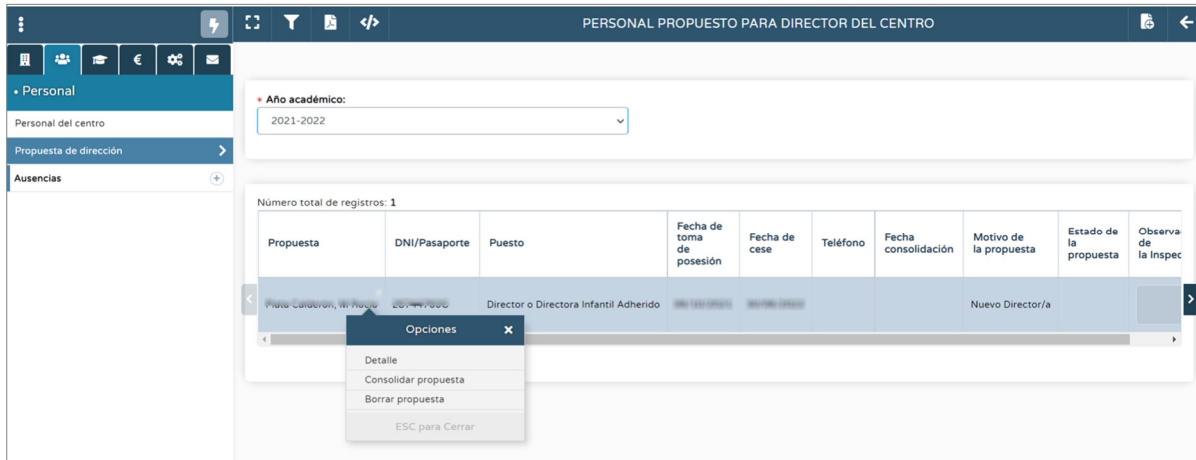 PERSONAL PROPUESTO PARA DIRECTOR DEL CENTRO
€
• Personal
Personal del centro
Propuesta de dirección
Ausencias
* Año académico:
2021-2022
Número total de registros: 1
Propuesta
DNI/Pasaporte
Puesto
Fecha de
toma
de
posesión
Fecha de
cese
Teléfono
Fecha
consolidación
Motivo de
la propuesta
Estado de
la
propuesta
Observa
de
la Inspec
Director o Directora Infantil Adherido
Nuevo Director/a
Opciones
Detalle
Consolidar propuesta
Borrar propuesta
ESC para Cerrar